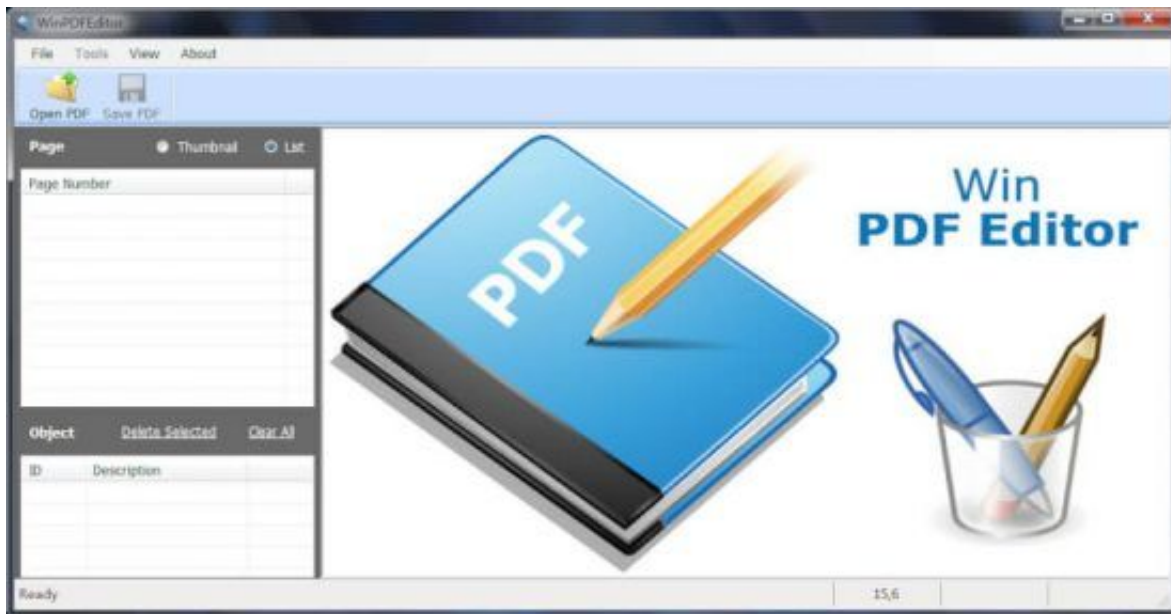 WinPDFEditor
File Tools View About
Open PDF Save PDF
Page Thumbnail List
Page Number
PDF
Win
PDF Editor
Object Delete Selected Clear All
ID Description
Ready 15,6